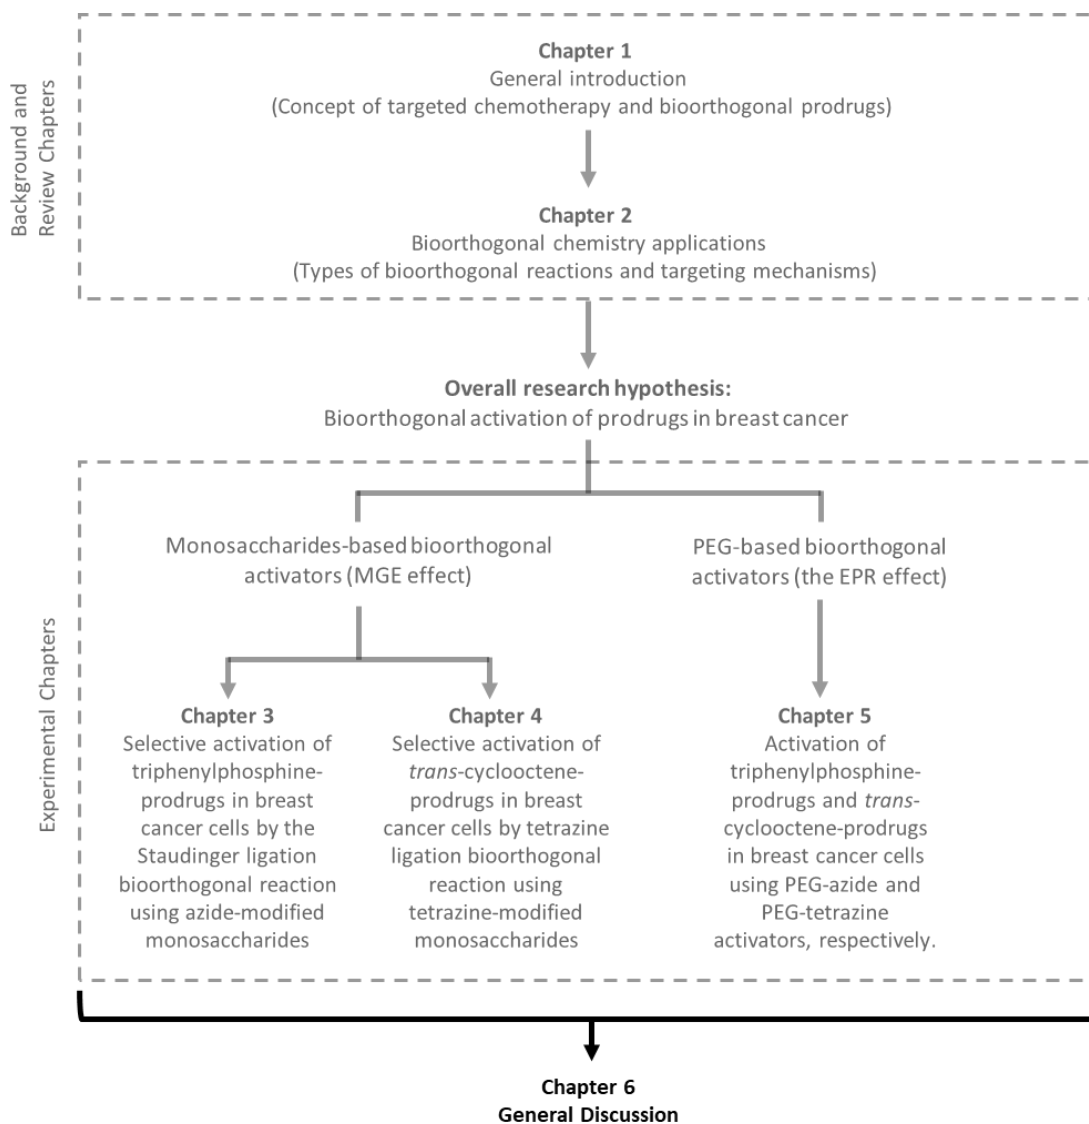 Background and
Review Chapters
Chapter 1
General introduction
(Concept of targeted chemotherapy and bioorthogonal prodrugs)
Chapter 2
Bioorthogonal chemistry applications
(Types of bioorthogonal reactions and targeting mechanisms)
Overall research hypothesis:
Bioorthogonal activation of prodrugs in breast cancer
Experimental Chapters
Monosaccharides-based bioorthogonal
activators (MGE effect)
PEG-based bioorthogonal
activators (the EPR effect)
Chapter 3
Selective activation of
triphenylphosphine-
prodrugs in breast
cancer cells by the
Staudinger ligation
bioorthogonal reaction
using azide-modified
monosaccharides
Chapter 4
Selective activation of
trans-cyclooctene-
prodrugs in breast
cancer cells by tetrazine
ligation bioorthogonal
reaction using
tetrazine-modified
monosaccharides
Chapter 5
Activation of
triphenylphosphine-
prodrugs and trans-
cyclooctene-prodrugs
in breast cancer cells
using PEG-azide and
PEG-tetrazine
activators, respectively.
Chapter 6
General Discussion